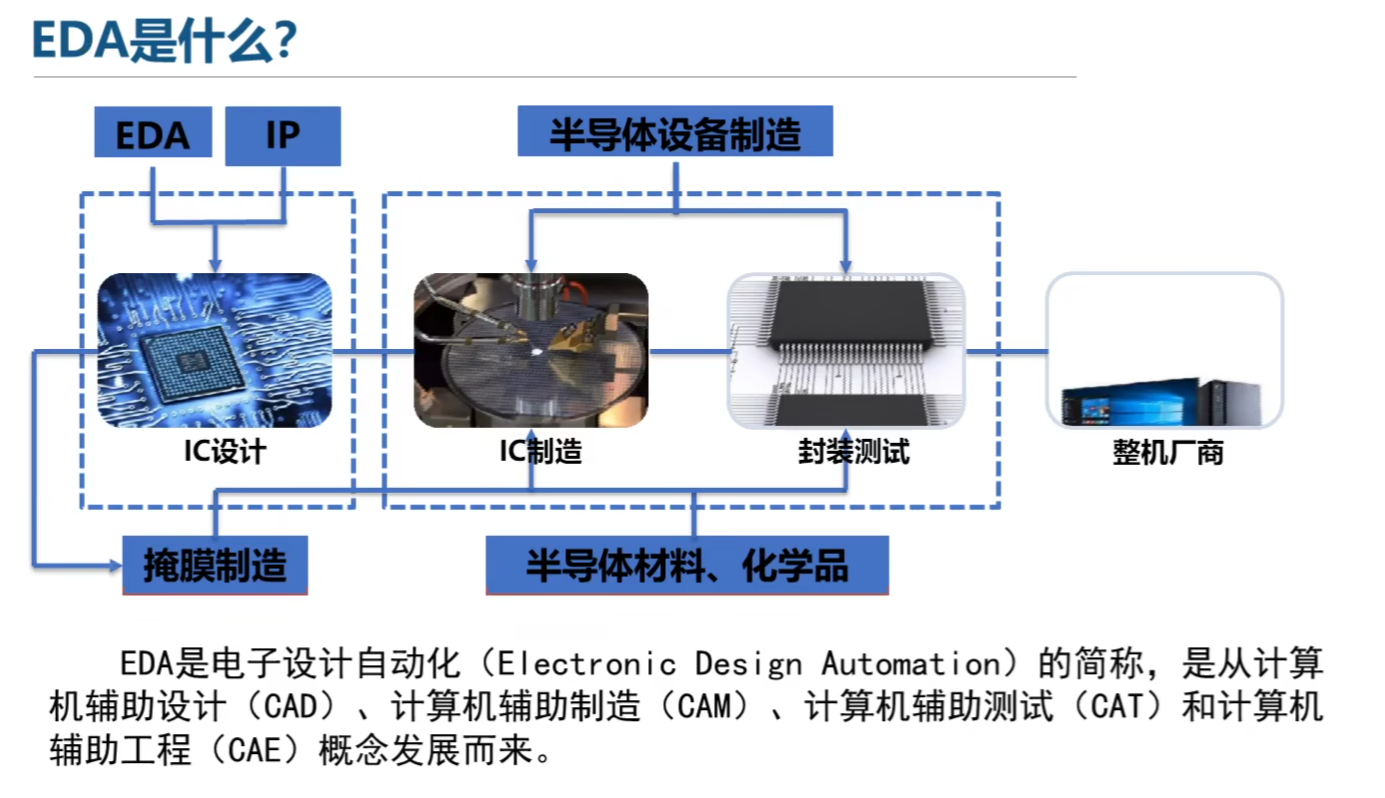 EDA是什么？
EDA
IP
半导体设备制造
IC设计
IC制造
封装测试
整机厂商
掩膜制造
半导体材料、化学品
EDA是电子设计自动化（Electronic Design Automation）的简称，是从计算
机辅助设计（CAD）、计算机辅助制造（CAM）、计算机辅助测试（CAT）和计算机
辅助工程（CAE）概念发展而来。